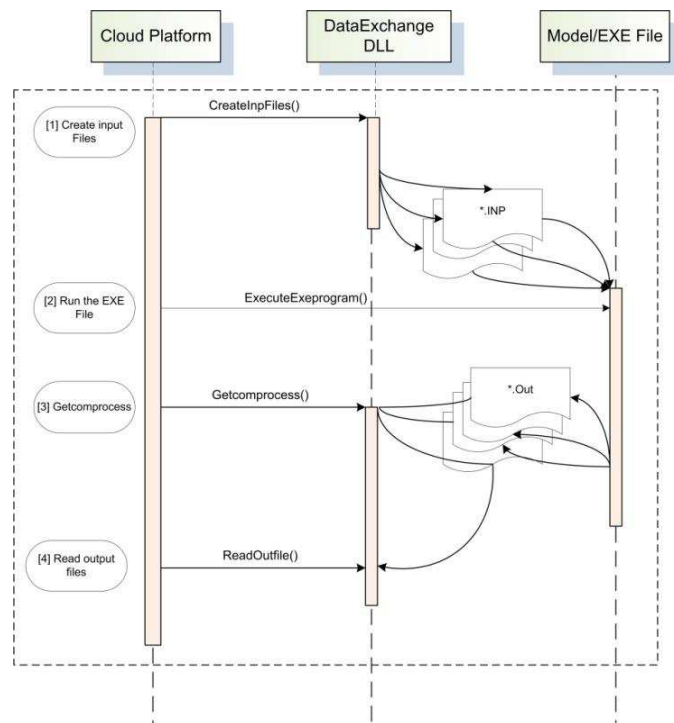 Cloud Platform
DataExchange
DLL
Model/EXE File
CreateInpFiles()
[1] Create input
Files
*.INP
[2] Run the EXE
File
ExecuteExeprogram()
Getcomprocess()
*.Out
[3] Getcomprocess
[4] Read output
files
ReadOutfile()